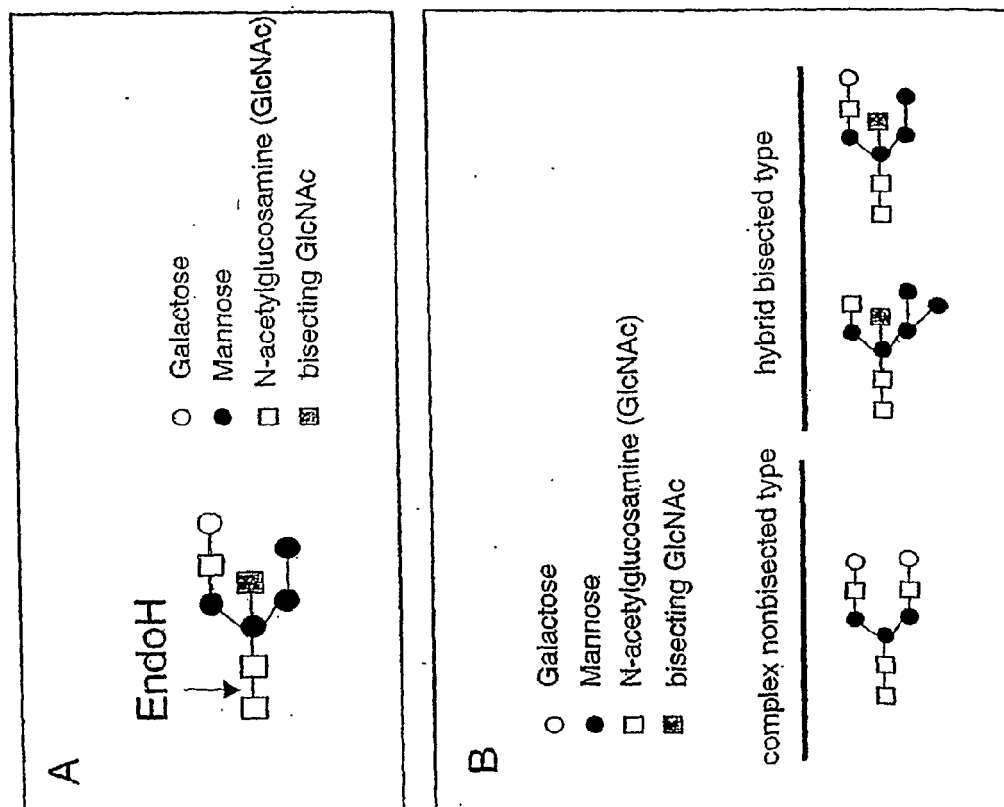 A
EndoH
Galactose
Mannose
N-acetylglucosamine (GlcNAc)
bisecting GlcNAc
B
Galactose
Mannose
N-acetylglucosamine (GlcNAc)
bisecting GlcNAc
complex nonbisected type
hybrid bisected type